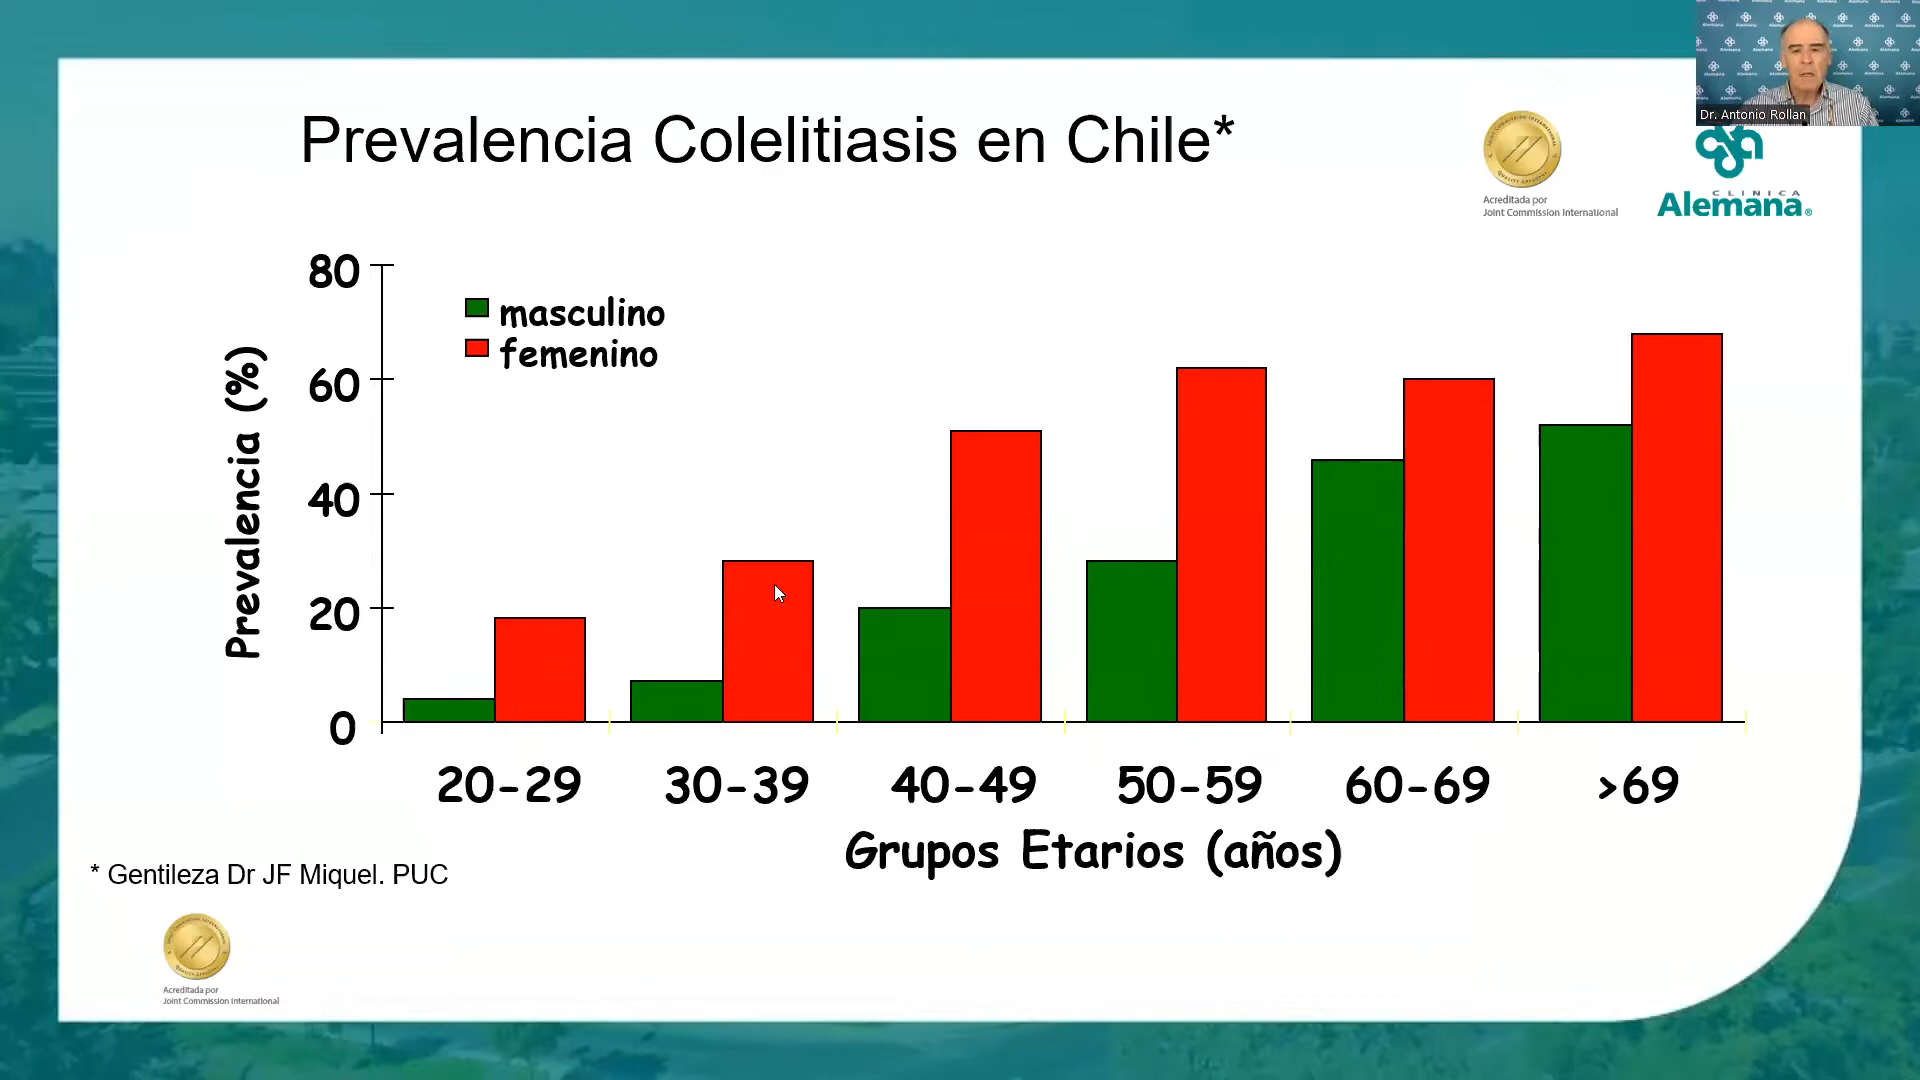 Dr. Antonio Rollan
Prevalencia Colelitiasis en Chile*
Acreditada por
Joint Commission International
CLINICA
Alemana®
80
60
40
20
0
Prevalencia (%)
masculino
femenino
20-29
30-39
40-49
50-59
60-69
>69
Grupos Etarios (años)
* Gentileza Dr JF Miquel. PUC
Acreditada por
Joint Commission International